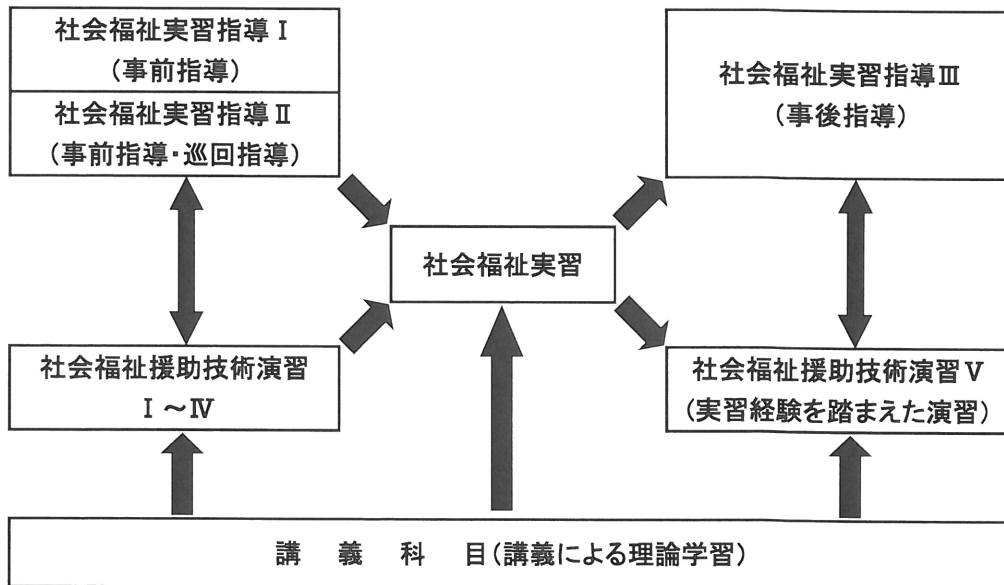 社会福祉実習指導Ⅰ
(事前指導)
社会福祉実習指導Ⅱ
(事前指導・巡回指導)
社会福祉実習指導Ⅲ
(事後指導)
社会福祉実習
社会福祉援助技術演習
Ⅰ～Ⅳ
社会福祉援助技術演習Ⅴ
(実習経験を踏まえた演習)
講義科目(講義による理論学習)